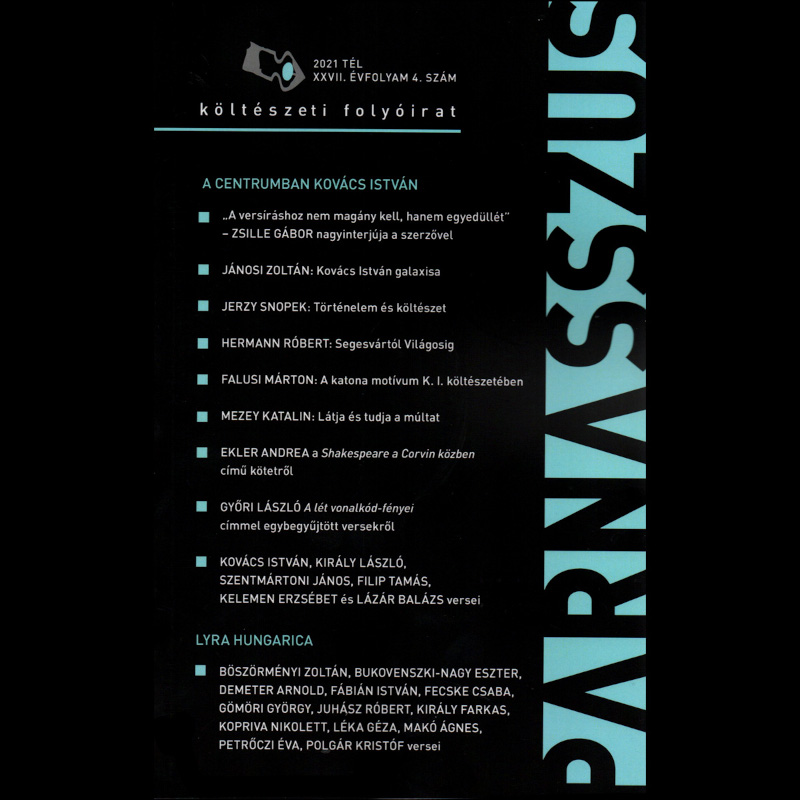 2021 TÉL
XXVII. ÉVFOLYAM 4. SZÁM
költészeti folyóirat
PARNASSZUS
A CENTRUMBAN KOVÁCS ISTVÁN
„A versíráshoz nem magány kell, hanem egyedüllét”
– ZSILLE GÁBOR nagyinterjúja a szerzővel
JÁNOSI ZOLTÁN: Kovács István galaxisa
JERZY SNOPEK: Történelem és költészet
HERMANN RÓBERT: Segesvártól Világosig
FALUSI MÁRTON: A katona motívum K. I. költészetében
MEZEY KATALIN: Látja és tudja a múltat
EKLER ANDREA a Shakespeare a Corvin közben
című kötetről
GYŐRI LÁSZLÓ A lét vonalkód-fényei
címmel egybegyűjtött versekről
KOVÁCS ISTVÁN, KIRÁLY LÁSZLÓ,
SZENTMÁRTONI JÁNOS, FILIP TAMÁS,
KELEMEN ERZSÉBET és LÁZÁR BALÁZS versei
LYRA HUNGARICA
BÖSZÖRMÉNYI ZOLTÁN, BUKOVENSZKI-NAGY ESZTER,
DEMETER ARNOLD, FÁBIÁN ISTVÁN, FECSKE CSABA,
GÖMÖRI GYÖRGY, JUHÁSZ RÓBERT, KIRÁLY FARKAS,
KOPRIVA NIKOLETT, LÉKA GÉZA, MAKÓ ÁGNES,
PETRŐCZI ÉVA, POLGÁR KRISTÓF versei